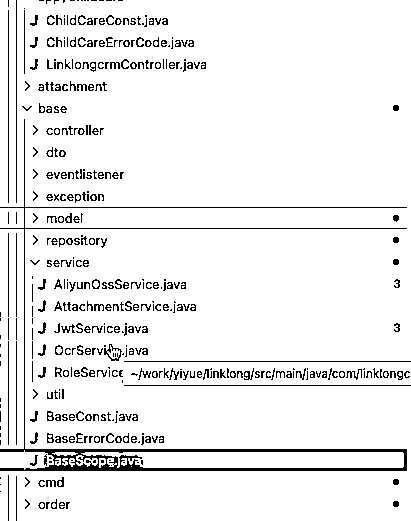 ChildCareConst.java
ChildCareErrorCode.java
LinklongcrmController.java
attachment
base
controller
dto
eventlistener
exception
model
repository
service
AliyunOssService.java 3
AttachmentService.java
JwtService.java 3
OcrService.java
RoleService
~/work/yiyue/linklong/src/main/java/com/linklongc
util
BaseConst.java
BaseErrorCode.java
BaseScope.java
cmd
order